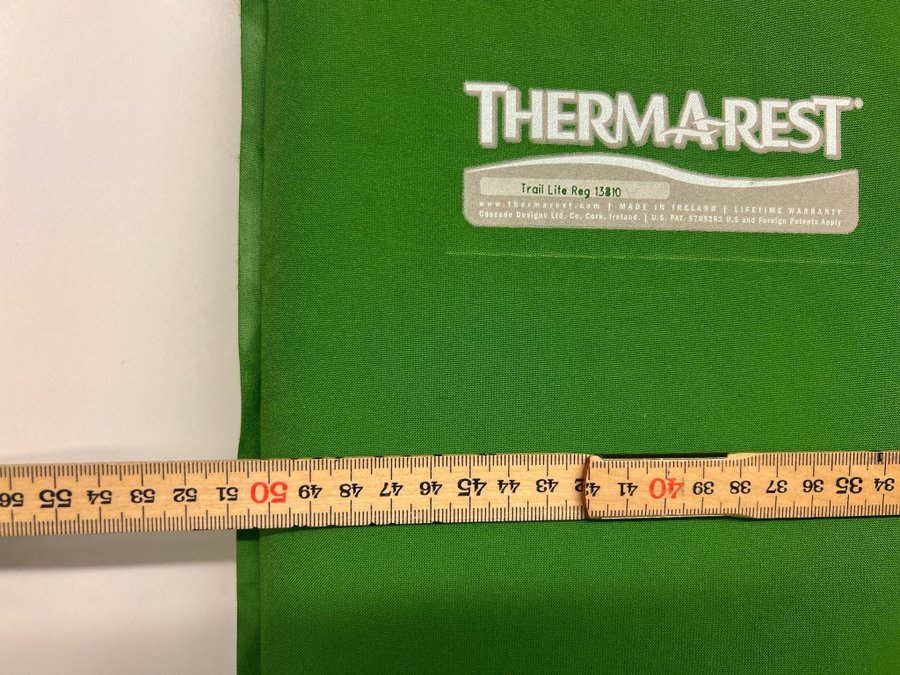 THERMAREST®
Trail Lite Reg 13810
www.thermarest.com | MADE IN IRELAND | LIFETIME WARRANTY
Cascade Designs Ltd. Co. Cork, Ireland. | U.S. PAT. 5705252 U.S and Foreign Patents Apply
56 55 54 53 52 51 50 49 48 47 46 45 44 43 41 40 39 38 37 36 35 34